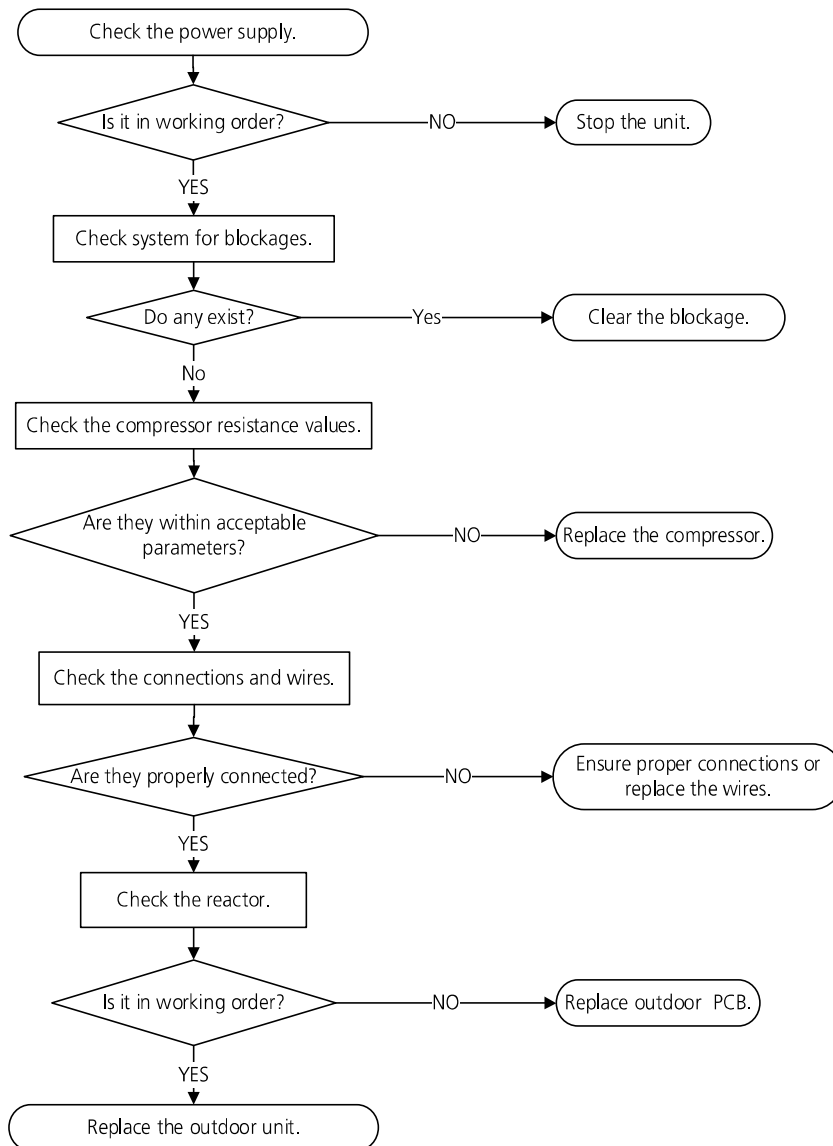 Check the power supply.
Is it in working order?
NO
Stop the unit.
YES
Check system for blockages.
Do any exist?
Yes
Clear the blockage.
No
Check the compressor resistance values.
Are they within acceptable
parameters?
NO
Replace the compressor.
YES
Check the connections and wires.
Are they properly connected?
NO
Ensure proper connections or
replace the wires.
YES
Check the reactor.
Is it in working order?
NO
Replace outdoor PCB.
YES
Replace the outdoor unit.